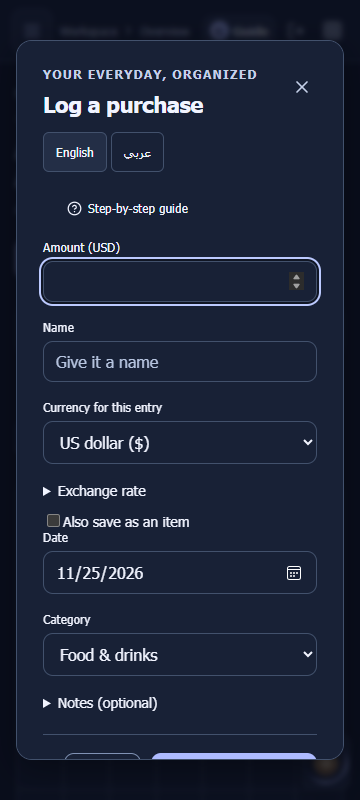 YOUR EVERYDAY, ORGANIZED
Log a purchase
English
عربي
Step-by-step guide
Amount (USD)
Name
Give it a name
Currency for this entry
US dollar ($)
Exchange rate
Also save as an item
Date
11/25/2026
Category
Food & drinks
Notes (optional)